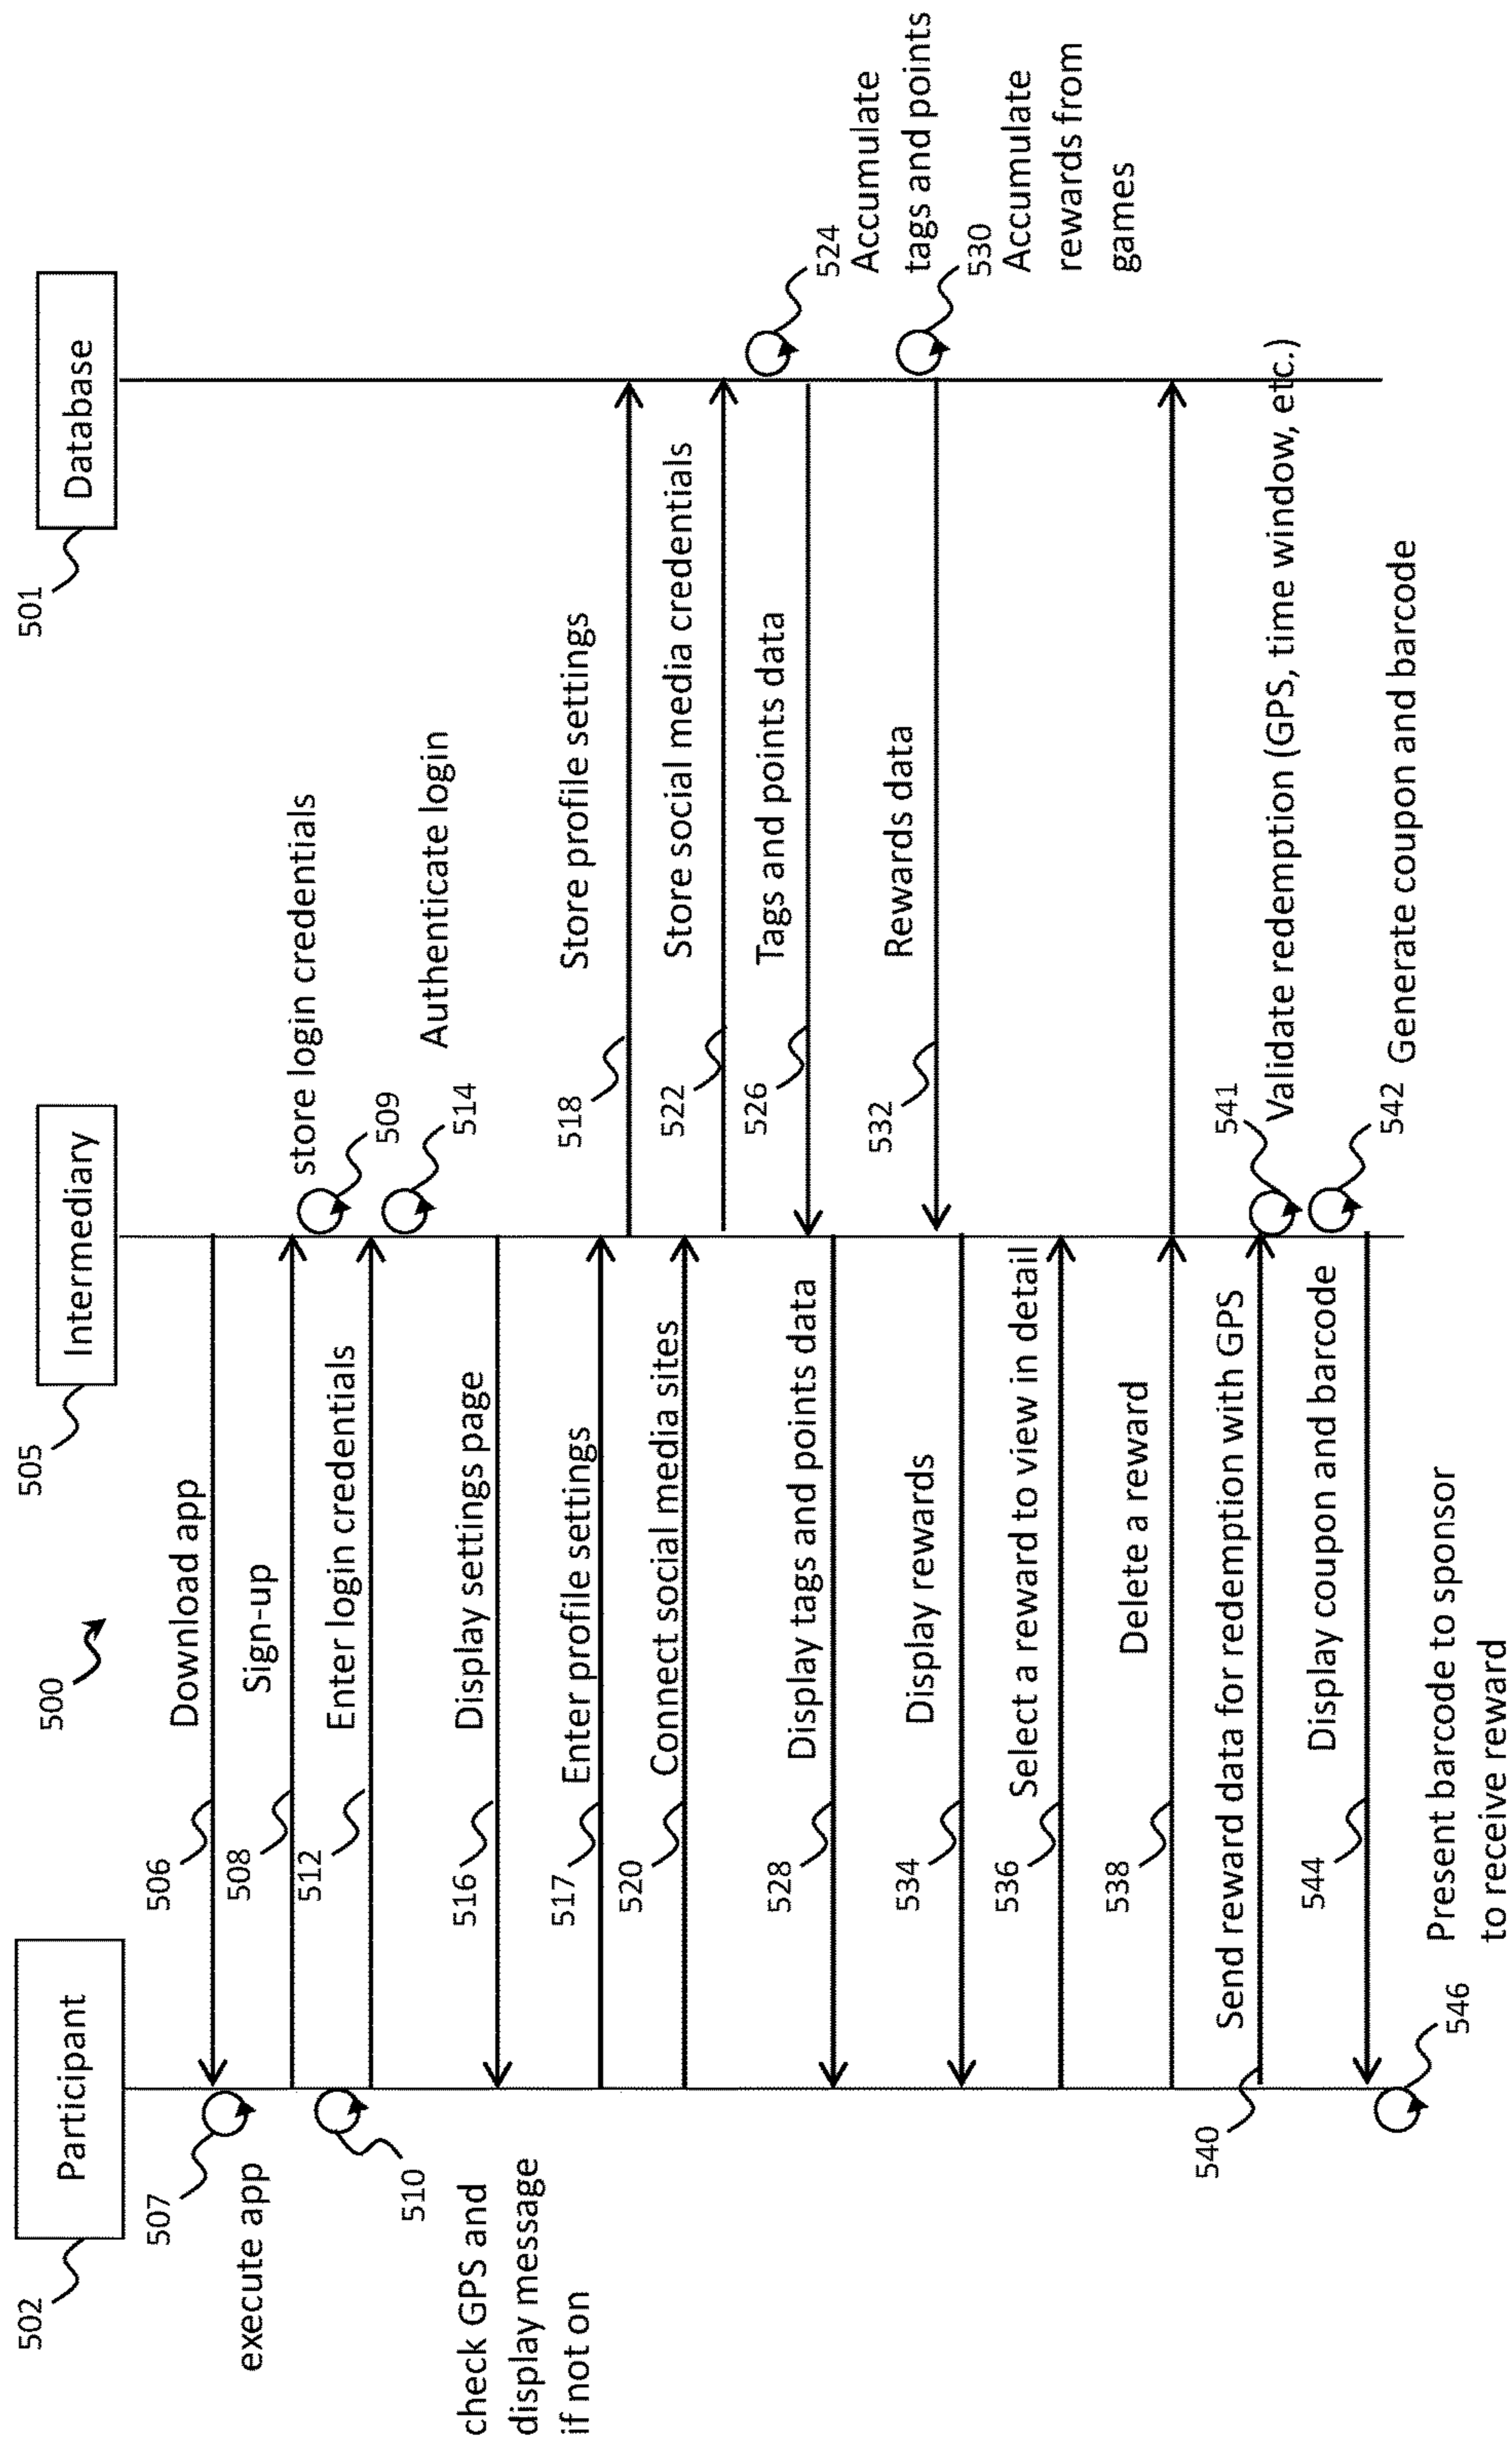 500
502
Participant
505
Intermediary
501
Database
506
Download app
507
execute app
508
Sign-up
store login credentials
509
510
check GPS and
display message
if not on
512
Enter login credentials
514
Authenticate login
516
Display settings page
517
Enter profile settings
518
Store profile settings
520
Connect social media sites
522
Store social media credentials
524
Accumulate
tags and points
526
Tags and points data
528
Display tags and points data
530
Accumulate
rewards from
games
532
Rewards data
534
Display rewards
536
Select a reward to view in detail
538
Delete a reward
540
Send reward data for redemption with GPS
541
Validate redemption (GPS, time window, etc.)
542
Generate coupon and barcode
544
Display coupon and barcode
546
Present barcode to sponsor
to receive reward